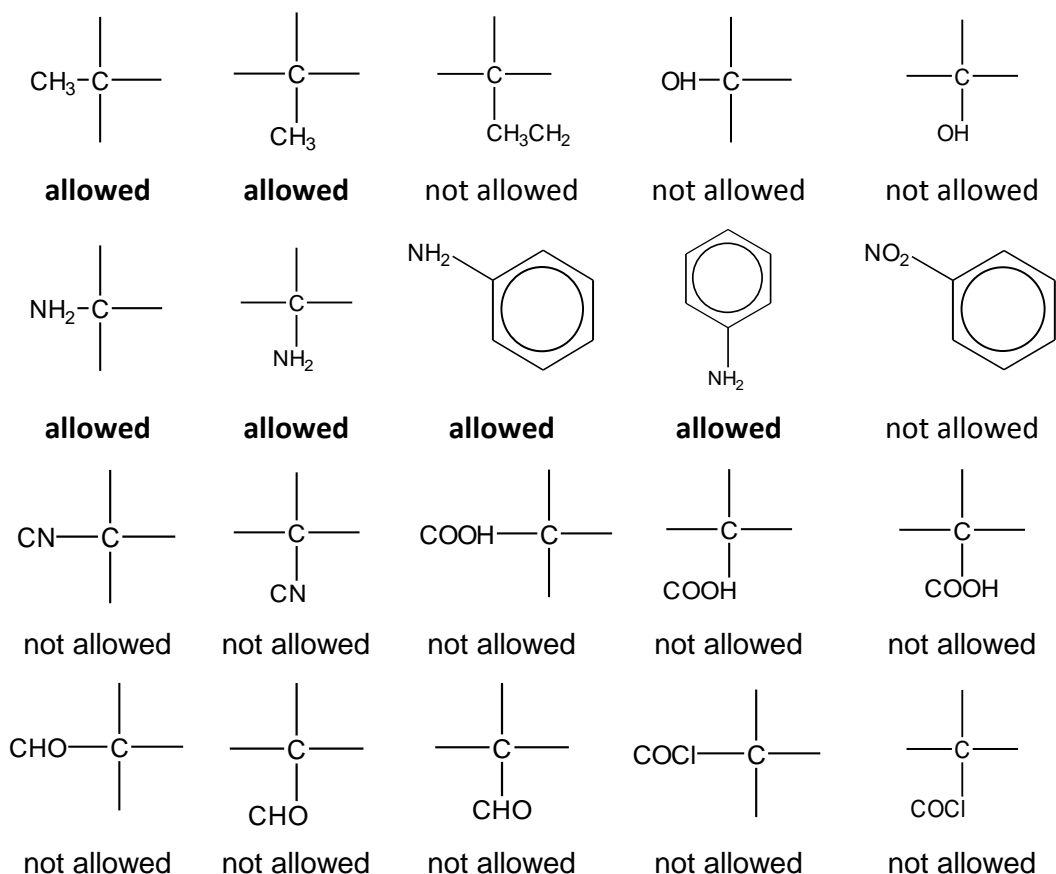 CH3 C C C OH C C
CH3 CH3CH2 OH
allowed allowed not allowed not allowed not allowed
NH2 C C NH2 NO2
NH2 NH2
allowed allowed allowed allowed not allowed
CN C C COOH C C C
CN COOH COOH
not allowed not allowed not allowed not allowed not allowed
CHO C C C COCl C C
CHO CHO COCl
not allowed not allowed not allowed not allowed not allowed